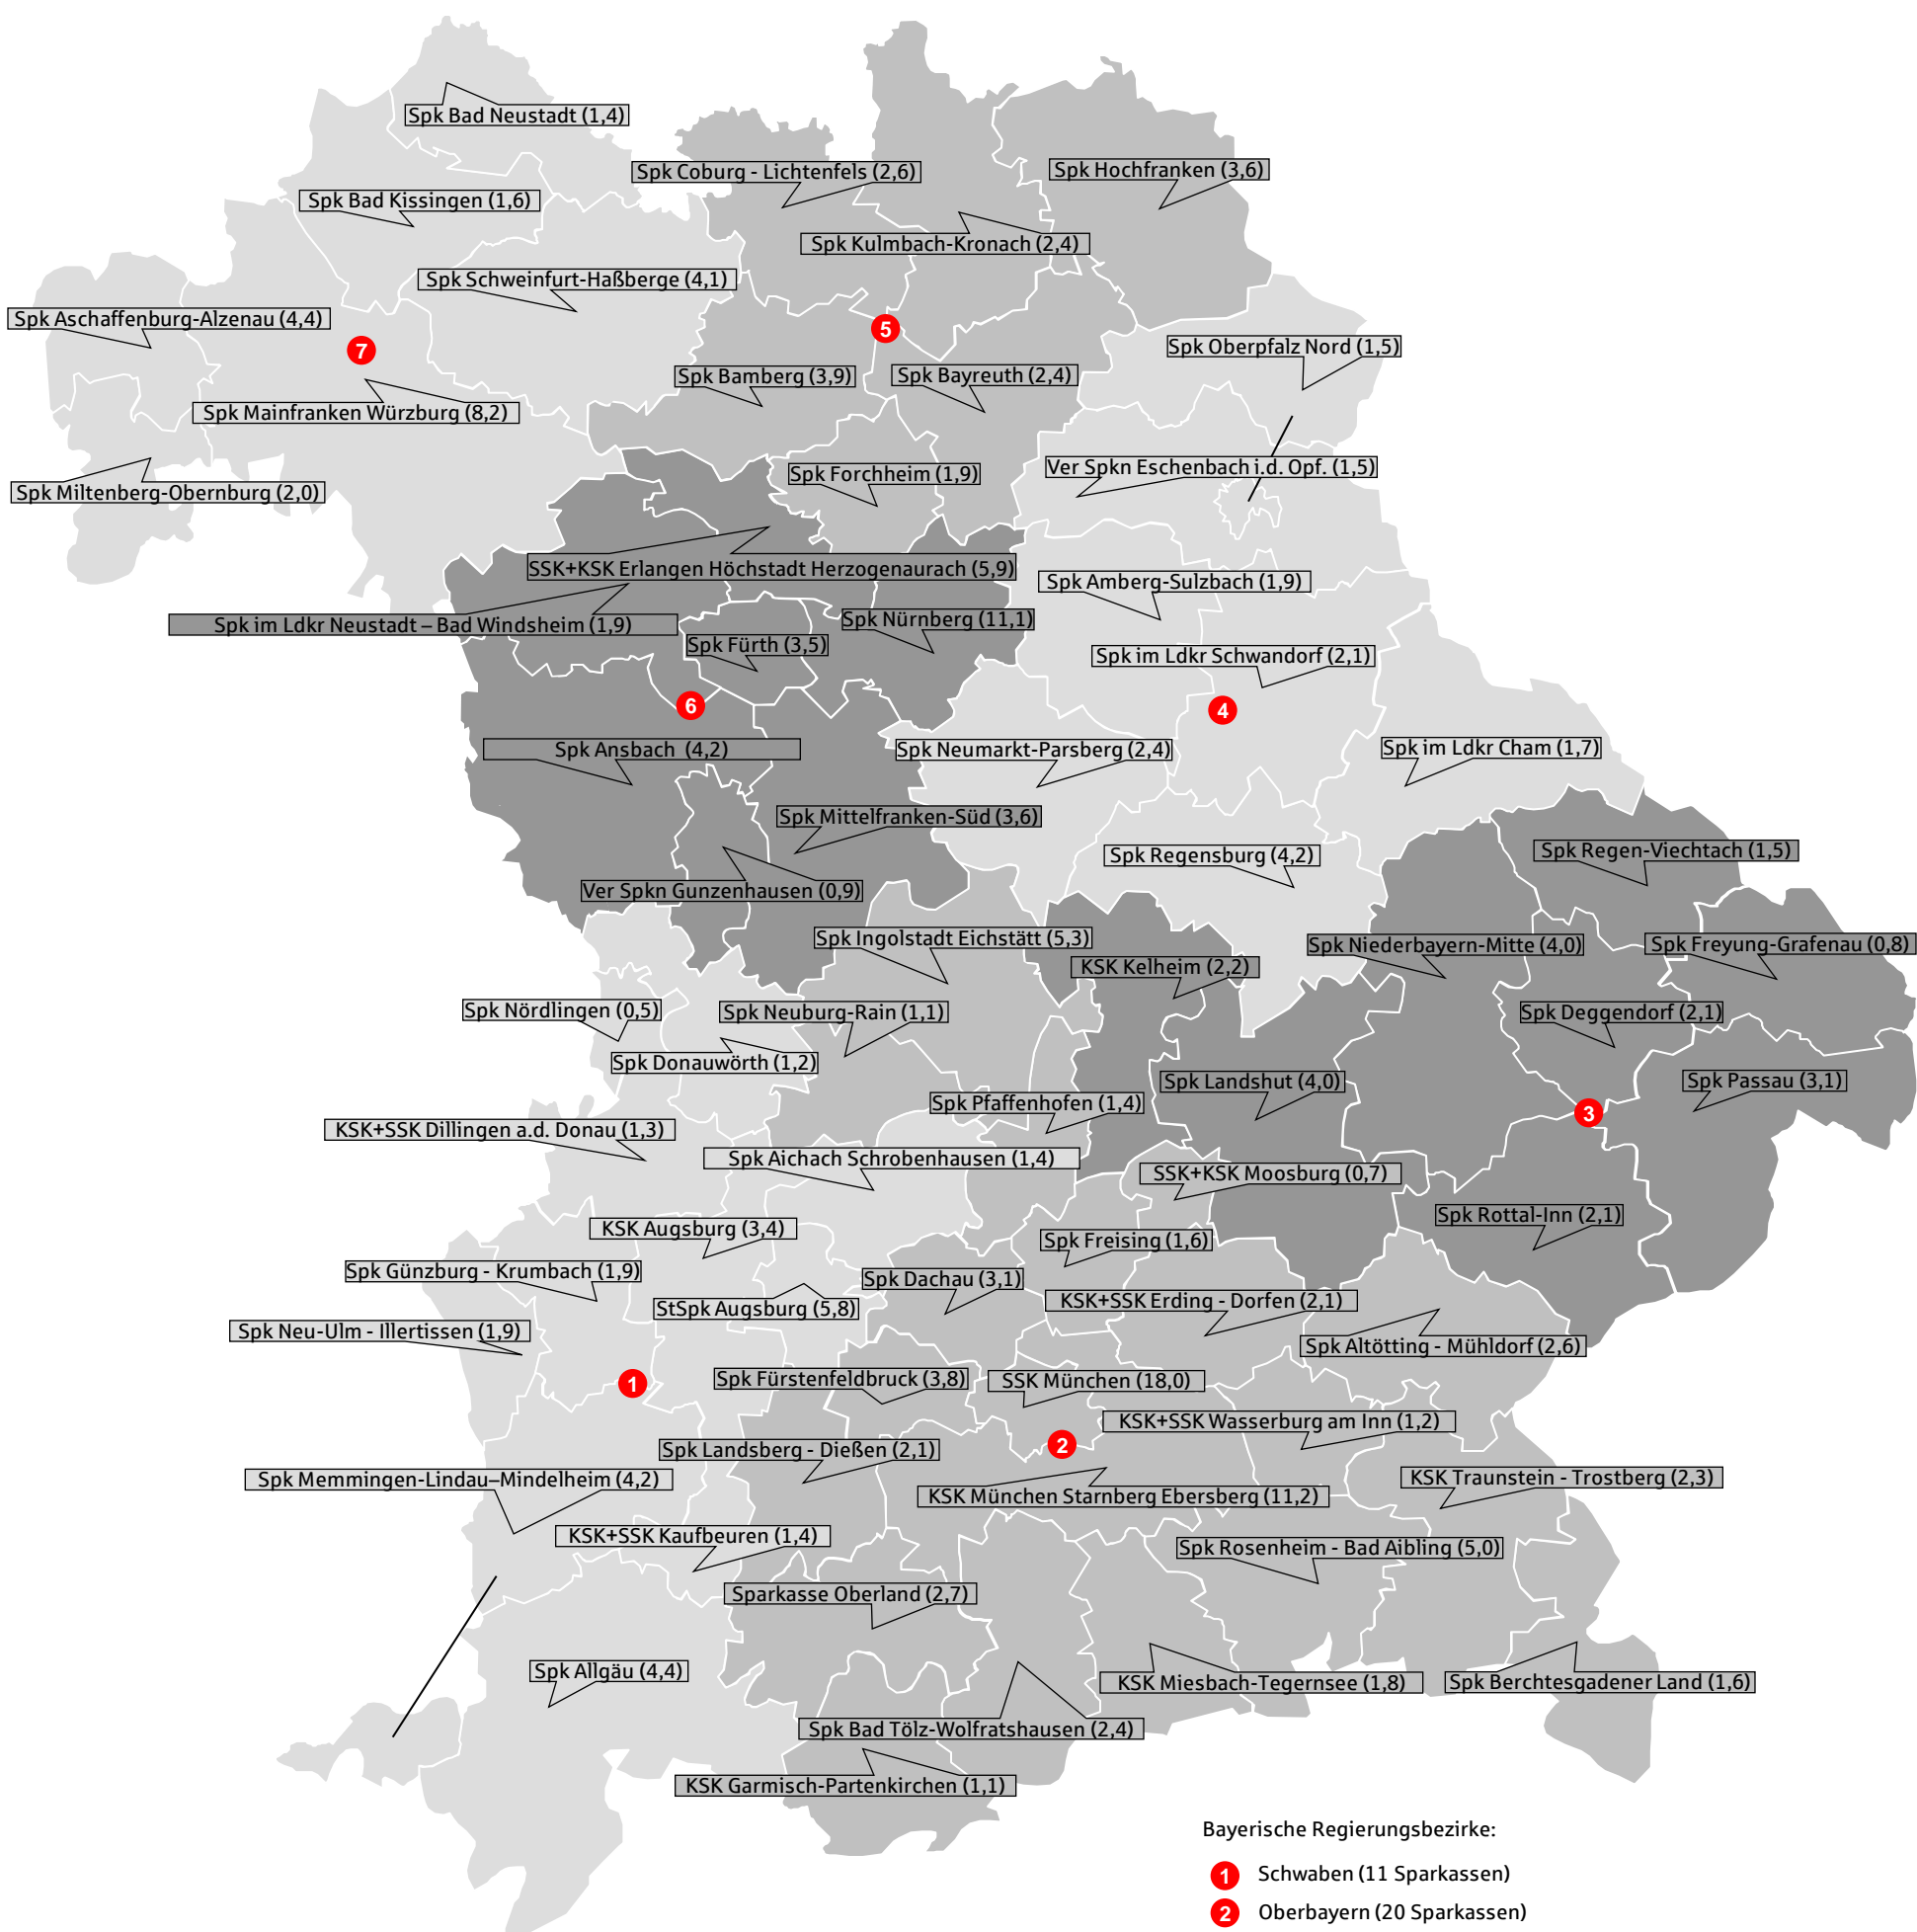 Spk Bad Neustadt (1,4)
Spk Coburg - Lichtenfels (2,6)
Spk Hochfranken (3,6)
Spk Bad Kissingen (1,6)
Spk Kulmbach-Kronach (2,4)
Spk Schweinfurt-Haßberge (4,1)
Spk Aschaffenburg-Alzenau (4,4)
5
7
Spk Oberpfalz Nord (1,5)
Spk Bamberg (3,9)
Spk Bayreuth (2,4)
Spk Mainfranken Würzburg (8,2)
Ver Spkn Eschenbach i.d. Opf. (1,5)
Spk Forchheim (1,9)
Spk Miltenberg-Obernburg (2,0)
SSK+KSK Erlangen Höchstadt Herzogenaurach (5,9)
Spk Amberg-Sulzbach (1,9)
Spk im Ldkr Neustadt – Bad Windsheim (1,9)
Spk Nürnberg (11,1)
Spk Fürth (3,5)
Spk im Ldkr Schwandorf (2,1)
6
4
Spk Ansbach (4,2)
Spk Neumarkt-Parsberg (2,4)
Spk im Ldkr Cham (1,7)
Spk Mittelfranken-Süd (3,6)
Spk Regensburg (4,2)
Spk Regen-Viechtach (1,5)
Ver Spkn Gunzenhausen (0,9)
Spk Ingolstadt Eichstätt (5,3)
Spk Niederbayern-Mitte (4,0)
Spk Freyung-Grafenau (0,8)
KSK Kelheim (2,2)
Spk Nördlingen (0,5)
Spk Neuburg-Rain (1,1)
Spk Deggendorf (2,1)
Spk Donauwörth (1,2)
Spk Landshut (4,0)
Spk Passau (3,1)
Spk Pfaffenhofen (1,4)
3
KSK+SSK Dillingen a.d. Donau (1,3)
Spk Aichach Schrobenhausen (1,4)
SSK+KSK Moosburg (0,7)
Spk Rottal-Inn (2,1)
KSK Augsburg (3,4)
Spk Freising (1,6)
Spk Günzburg - Krumbach (1,9)
Spk Dachau (3,1)
StSpk Augsburg (5,8)
KSK+SSK Erding - Dorfen (2,1)
Spk Neu-Ulm - Illertissen (1,9)
Spk Altötting - Mühldorf (2,6)
1
Spk Fürstenfeldbruck (3,8)
SSK München (18,0)
KSK+SSK Wasserburg am Inn (1,2)
2
Spk Landsberg - Dießen (2,1)
Spk Memmingen-Lindau–Mindelheim (4,2)
KSK Traunstein - Trostberg (2,3)
KSK München Starnberg Ebersberg (11,2)
KSK+SSK Kaufbeuren (1,4)
Spk Rosenheim - Bad Aibling (5,0)
Sparkasse Oberland (2,7)
Spk Allgäu (4,4)
KSK Miesbach-Tegernsee (1,8)
Spk Berchtesgadener Land (1,6)
Spk Bad Tölz-Wolfratshausen (2,4)
KSK Garmisch-Partenkirchen (1,1)
Bayerische Regierungsbezirke:
1 Schwaben (11 Sparkassen)
2 Oberbayern (20 Sparkassen)